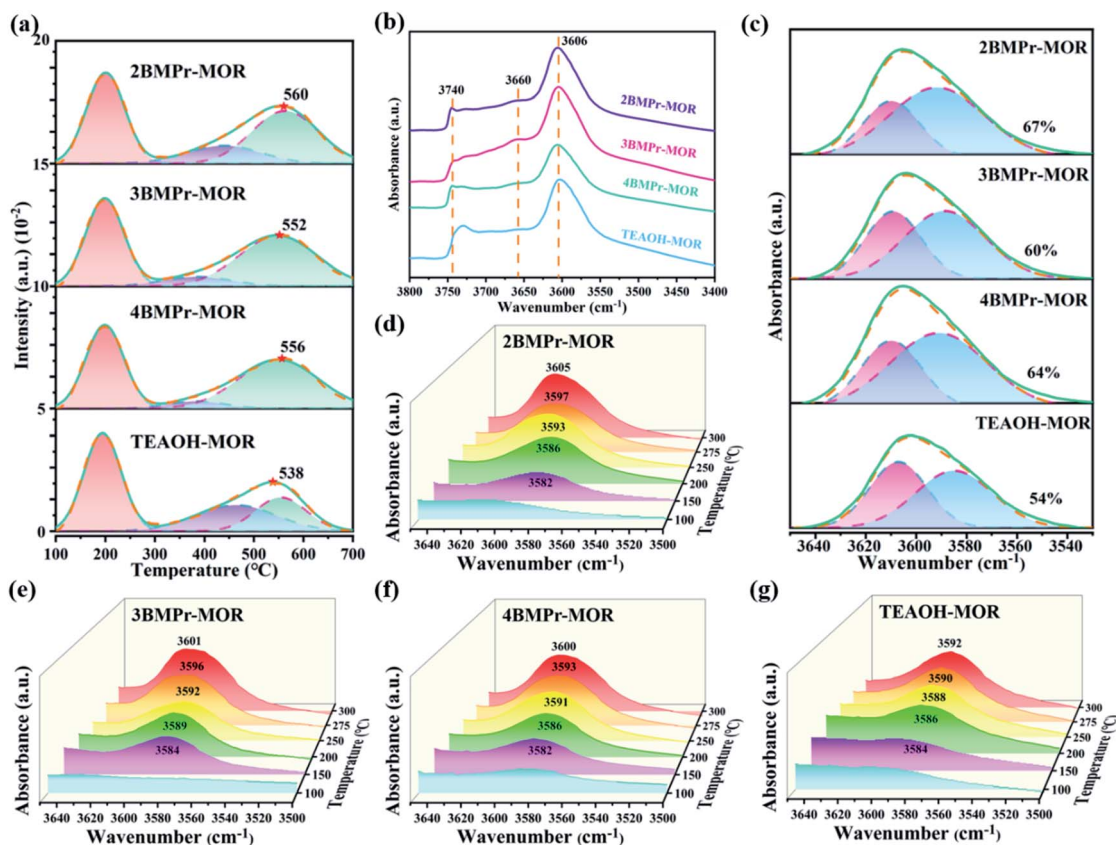 (a)
20
15
10
5
0
Intensity (a.u.) (10⁻²)
2BMPr-MOR
560
3BMPr-MOR
552
4BMPr-MOR
556
TEAOH-MOR
538
100 200 300 400 500 600 700
Temperature (℃)
(b)
3606
3660
3740
2BMPr-MOR
3BMPr-MOR
4BMPr-MOR
TEAOH-MOR
Absorbance (a.u.)
3800 3750 3700 3650 3600 3550 3500 3450 3400
Wavenumber (cm⁻¹)
(c)
2BMPr-MOR
67%
3BMPr-MOR
60%
4BMPr-MOR
64%
TEAOH-MOR
54%
Absorbance (a.u.)
3640 3620 3600 3580 3560 3540
Wavenumber (cm⁻¹)
(d)
2BMPr-MOR
3605
3597
3593
3586
3582
Absorbance (a.u.)
300
275
250
200
150
100
Temperature (℃)
3640 3620 3600 3580 3560 3540 3520 3500
Wavenumber (cm⁻¹)
(e)
3BMPr-MOR
3601
3596
3592
3589
3584
Absorbance (a.u.)
300
275
250
200
150
100
Temperature (℃)
3640 3620 3600 3580 3560 3540 3520 3500
Wavenumber (cm⁻¹)
(f)
4BMPr-MOR
3600
3593
3591
3586
3582
Absorbance (a.u.)
300
275
250
200
150
100
Temperature (℃)
3640 3620 3600 3580 3560 3540 3520 3500
Wavenumber (cm⁻¹)
(g)
TEAOH-MOR
3592
3590
3588
3586
3584
Absorbance (a.u.)
300
275
250
200
150
100
Temperature (℃)
3640 3620 3600 3580 3560 3540 3520 3500
Wavenumber (cm⁻¹)